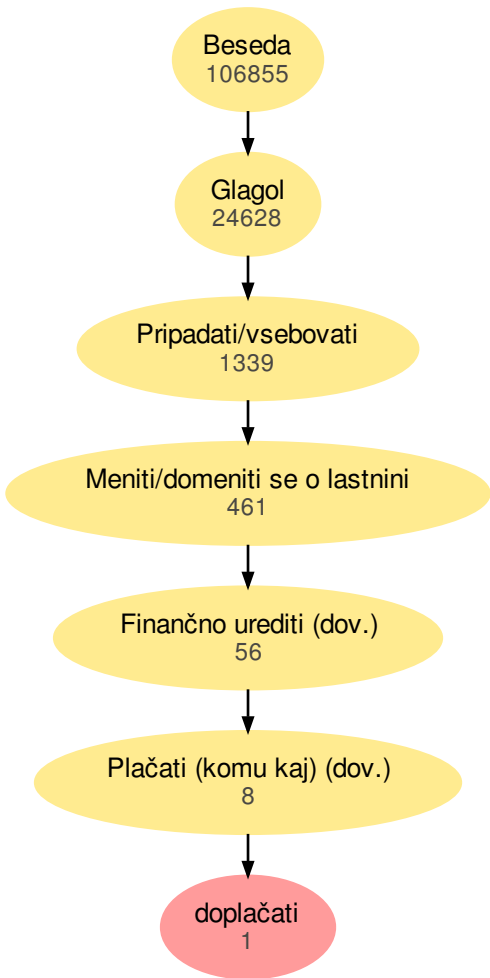 Beseda
106855
Glagol
24628
Pripadati/vsebovati
1339
Meniti/domeniti se o lastnini
461
Finančno urediti (dov.)
56
Plačati (komu kaj) (dov.)
8
doplačati
1